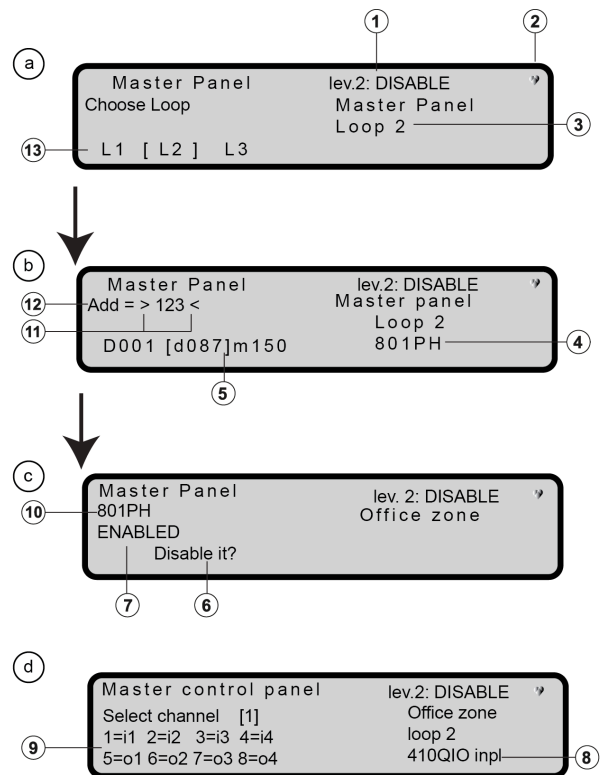 1
2
a
Master Panel lev.2: DISABLE
Choose Loop Master Panel
Loop 2
3
13
L1 [ L2 ] L3
b
Master Panel lev.2: DISABLE
12
Add = > 123 < Master panel
11
Loop 2
D001 [d087]m150 801PH
4
5
c
Master Panel lev. 2: DISABLE
10
801PH Office zone
ENABLED
Disable it?
7
6
d
Master control panel lev.2: DISABLE
Select channel [1] Office zone
1=i1 2=i2 3=i3 4=i4 loop 2
9
5=o1 6=o2 7=o3 8=o4 410QIO inpl
8